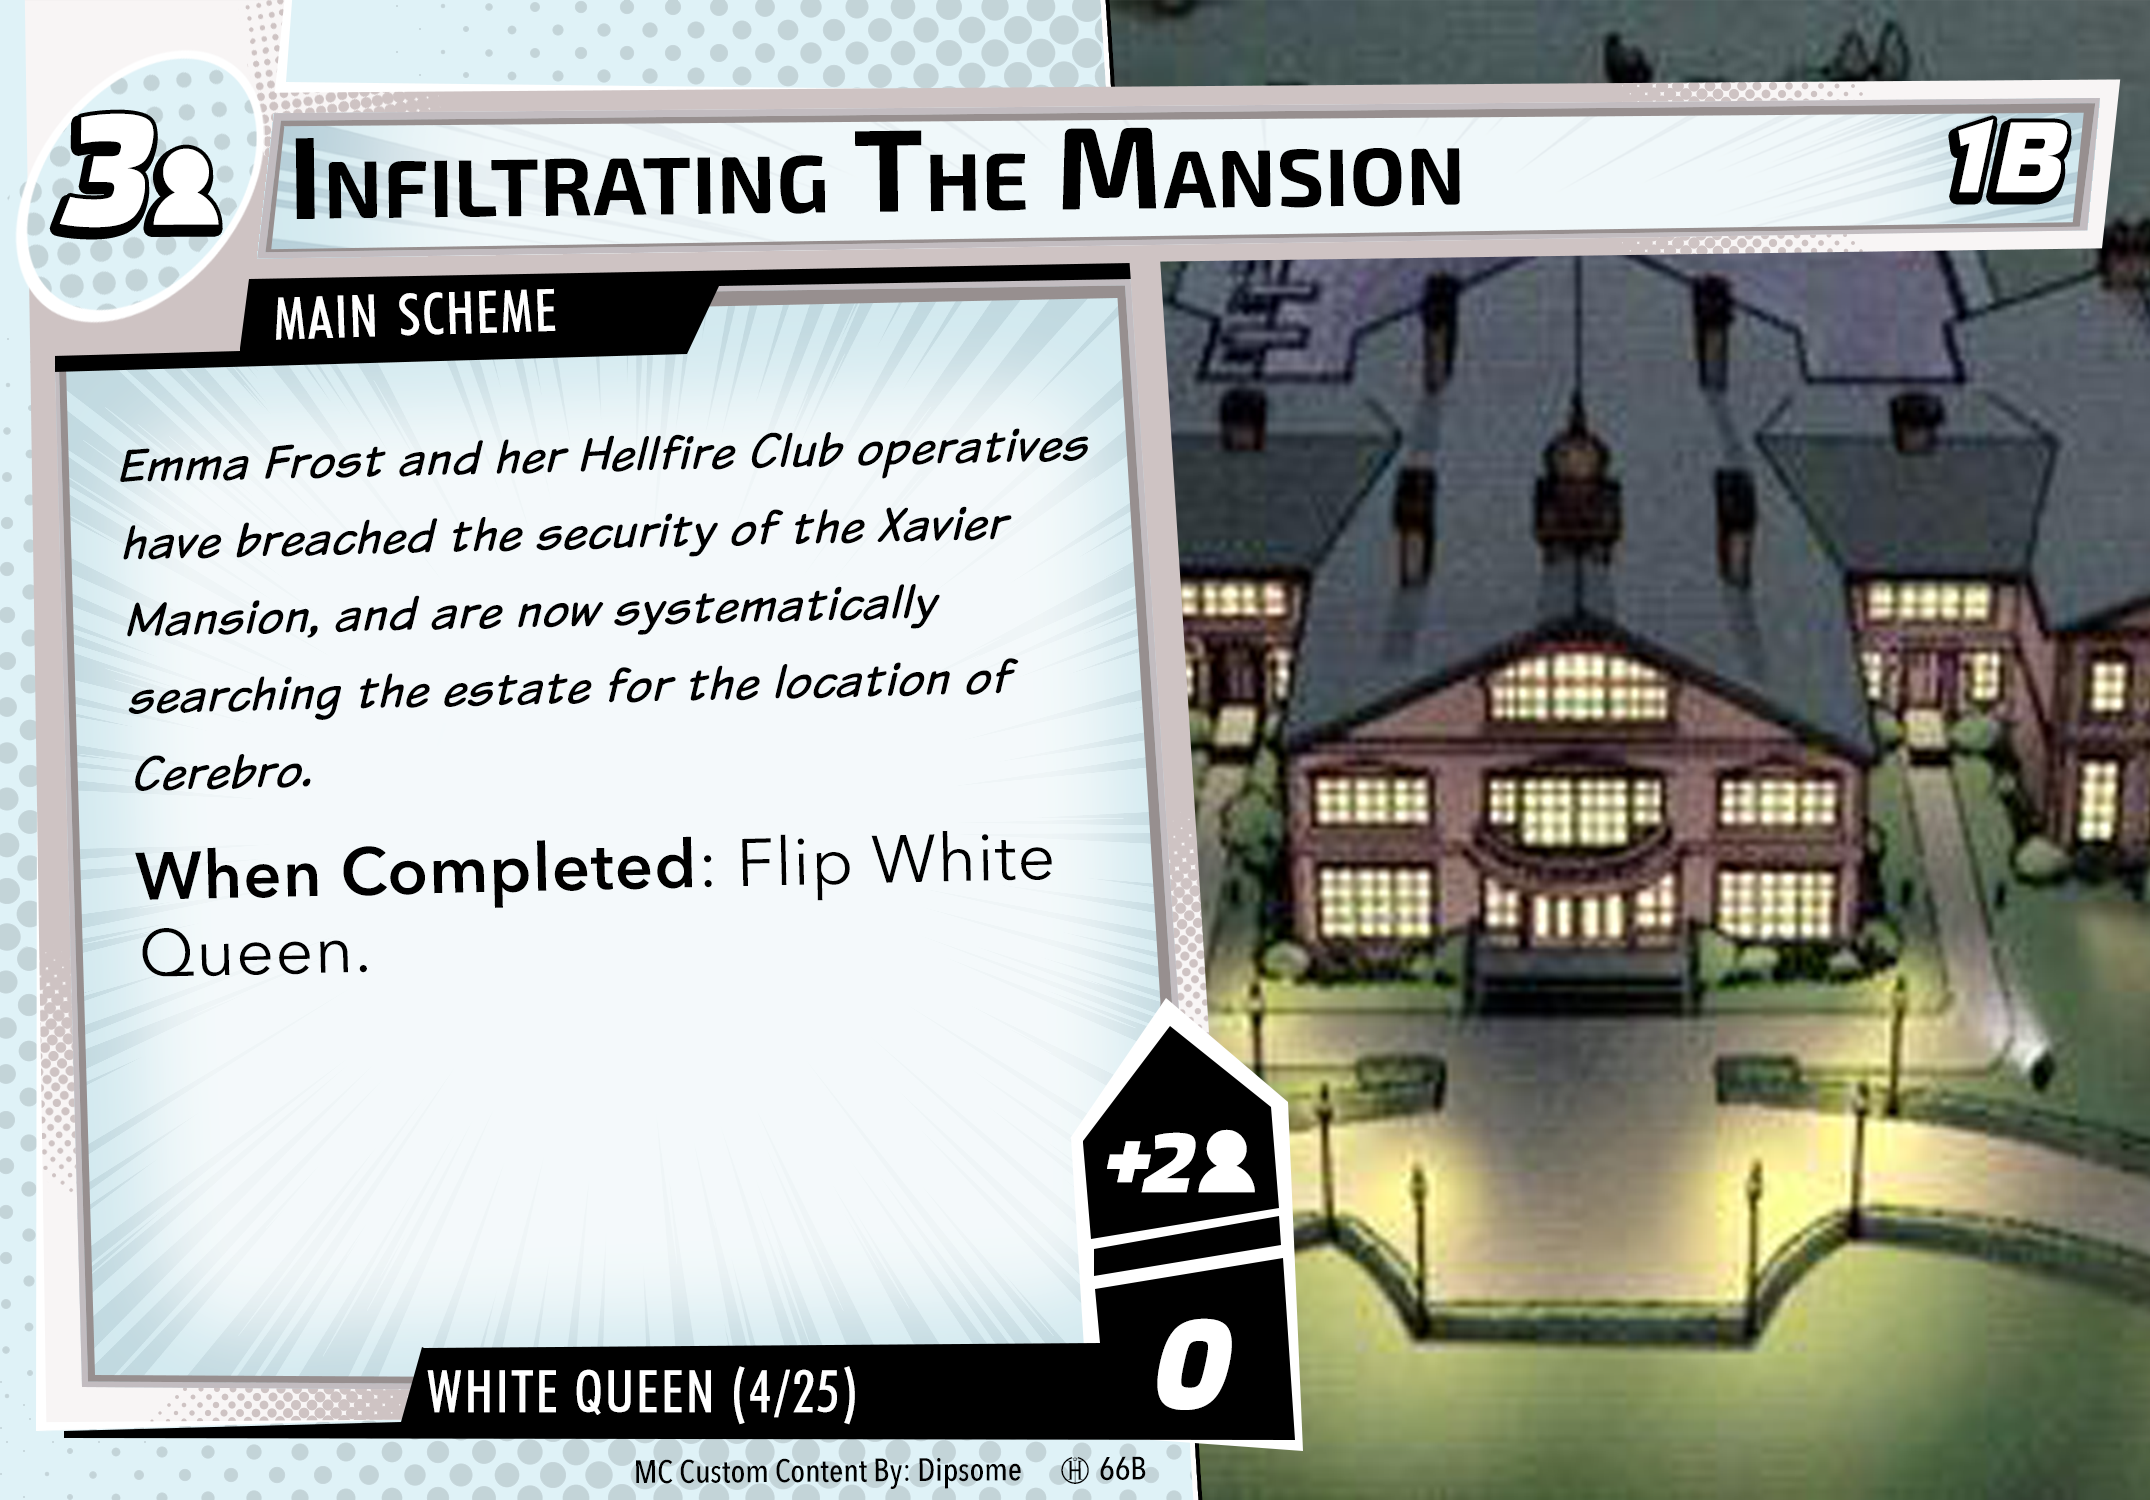 3
INFILTRATING THE MANSION
1B
MAIN SCHEME
Emma Frost and her Hellfire Club operatives
have breached the security of the Xavier
Mansion, and are now systematically
searching the estate for the location of
Cerebro.
When Completed: Flip White
Queen.
+2
0
WHITE QUEEN (4/25)
MC Custom Content By: Dipsome H 66B